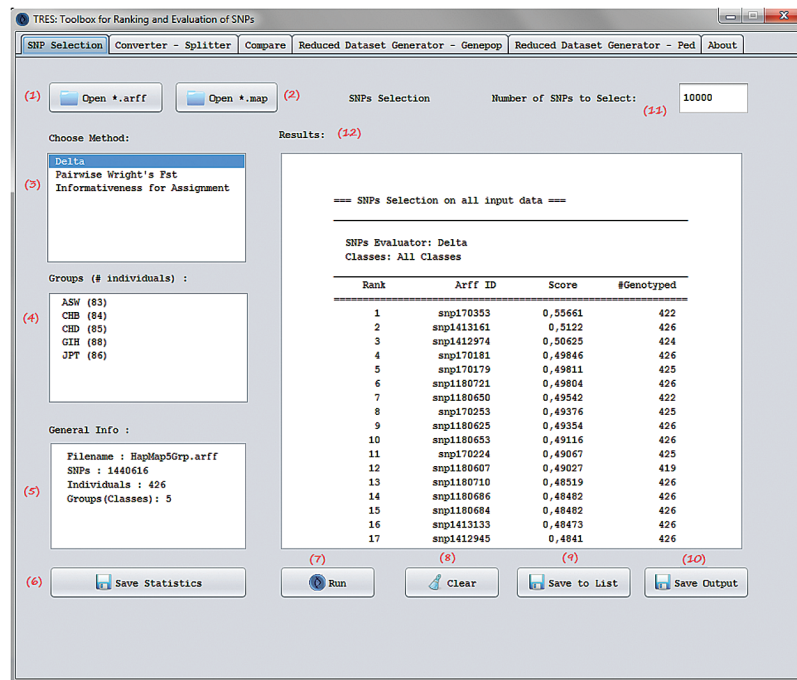 TRES: Toolbox for Ranking and Evaluation of SNPs
SNP Selection Converter - Splitter Compare Reduced Dataset Generator - Genepop Reduced Dataset Generator - Ped About
(1) Open *.arff Open *.map (2) SNPs Selection Number of SNPs to Select: (11) 10000
Choose Method:
(3)
Delta
Pairwise Wright's Fst
Informativeness for Assignment
Groups (# individuals) :
(4)
ASW (83)
CHB (84)
CHD (85)
GIH (88)
JPT (86)
General Info :
(5)
Filename : HapMap5Grp.arff
SNPs : 1440616
Individuals : 426
Groups(Classes): 5
(6) Save Statistics
Results: (12)
=== SNPs Selection on all input data ===
SNPs Evaluator: Delta
Classes: All Classes
Rank Arff ID Score #Genotyped
1 snp170353 0,55661 422
2 snp1413161 0,5122 426
3 snp1412974 0,50625 424
4 snp170181 0,49846 426
5 snp170179 0,49811 425
6 snp1180721 0,49804 426
7 snp1180650 0,49542 422
8 snp170253 0,49376 425
9 snp1180625 0,49354 426
10 snp1180653 0,49116 426
11 snp170224 0,49067 425
12 snp1180607 0,49027 419
13 snp1180710 0,48519 426
14 snp1180686 0,48482 426
15 snp1180684 0,48482 426
16 snp1413133 0,48473 426
17 snp1412945 0,4841 426
(7) (8) (9) (10)
Run Clear Save to List Save Output